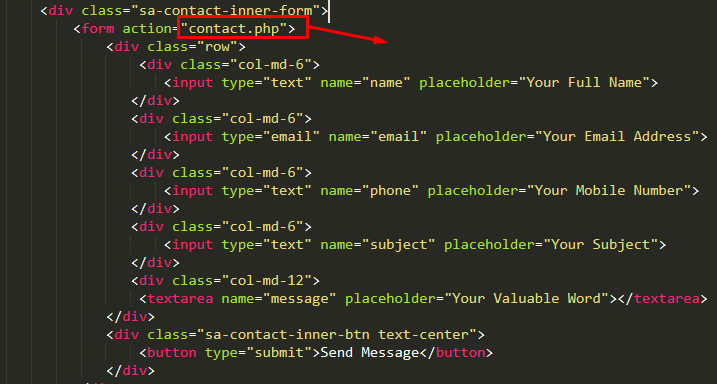 <div class="sa-contact-inner-form">
<form action="contact.php">
<div class="row">
<div class="col-md-6">
<input type="text" name="name" placeholder="Your Full Name">
</div>
<div class="col-md-6">
<input type="email" name="email" placeholder="Your Email Address">
</div>
<div class="col-md-6">
<input type="text" name="phone" placeholder="Your Mobile Number">
</div>
<div class="col-md-6">
<input type="text" name="subject" placeholder="Your Subject">
</div>
<div class="col-md-12">
<textarea name="message" placeholder="Your Valuable Word"></textarea>
</div>
<div class="sa-contact-inner-btn text-center">
<button type="submit">Send Message</button>
</div>